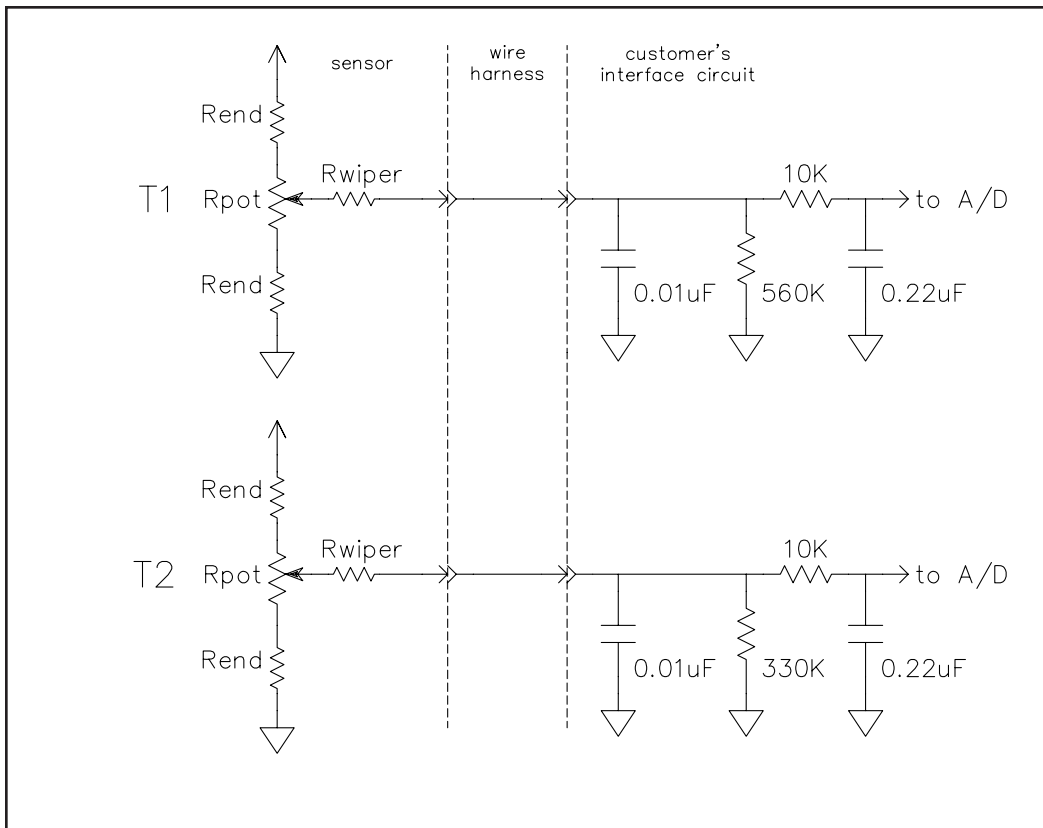 sensor
wire
harness
customer's
interface circuit
Rend
T1
Rpot
Rwiper
10K
to A/D
Rend
0.01uF
560K
0.22uF
Rend
T2
Rpot
Rwiper
10K
to A/D
Rend
0.01uF
330K
0.22uF